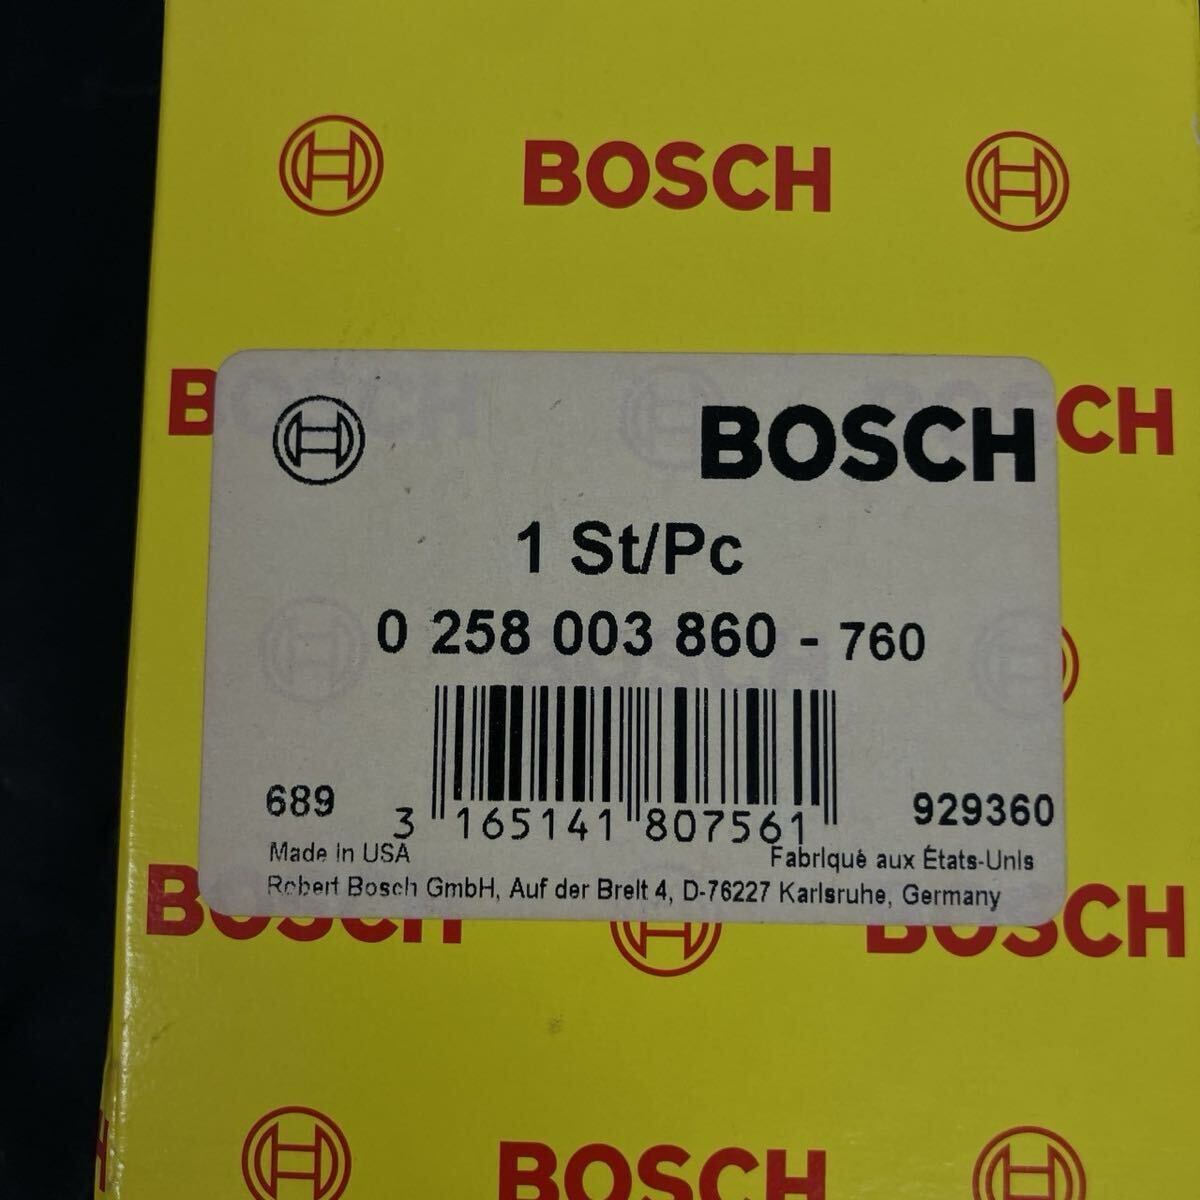 BOSCH
B CH
BOSCH
1 St/Pc
0 258 003 860 - 760
689 3 165141 807561 929360
Made in USA Fabriqué aux États-Unis
Robert Bosch GmbH, Auf der Breit 4, D-76227 Karlsruhe, Germany
BOSCH BOSCH
H BOSCH